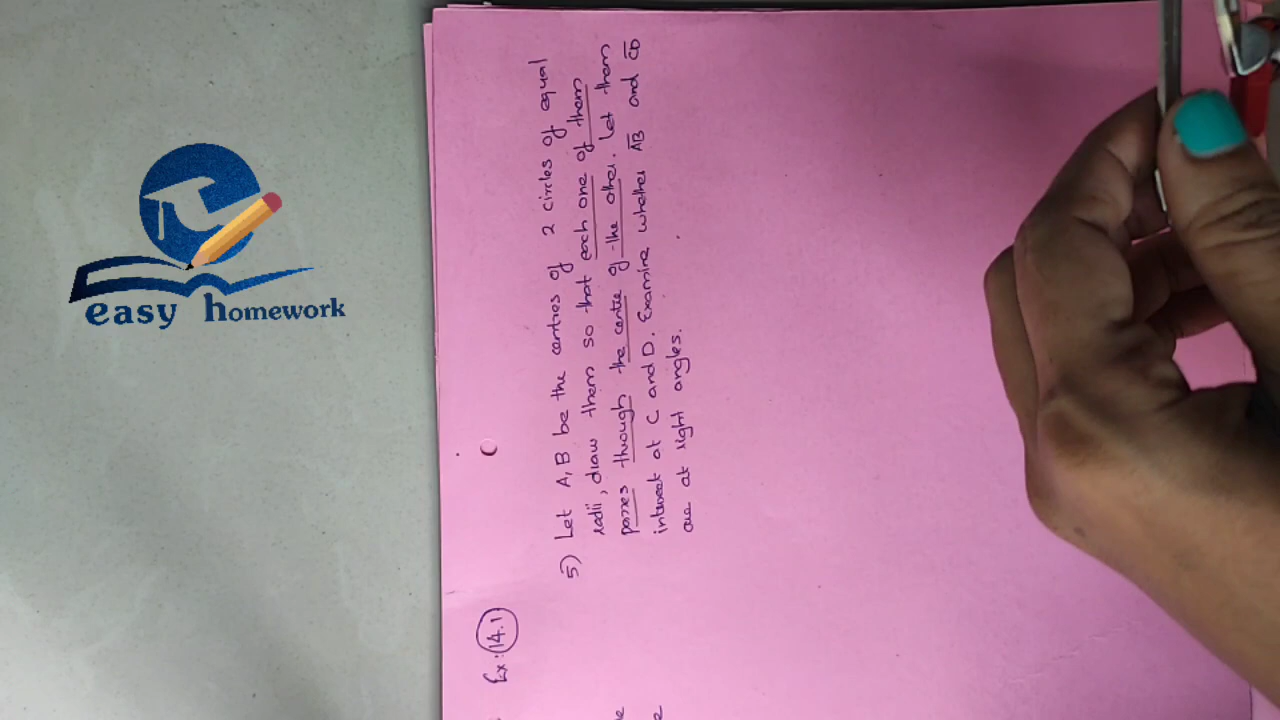 easy homework
Ex: 14.1
5) Let A, B be the centres of 2 circles of equal
radii, draw them so that each one of them
passes through the centre of the other. Let them
intersect at C and D. Examine whether AB and CD
are at right angles.